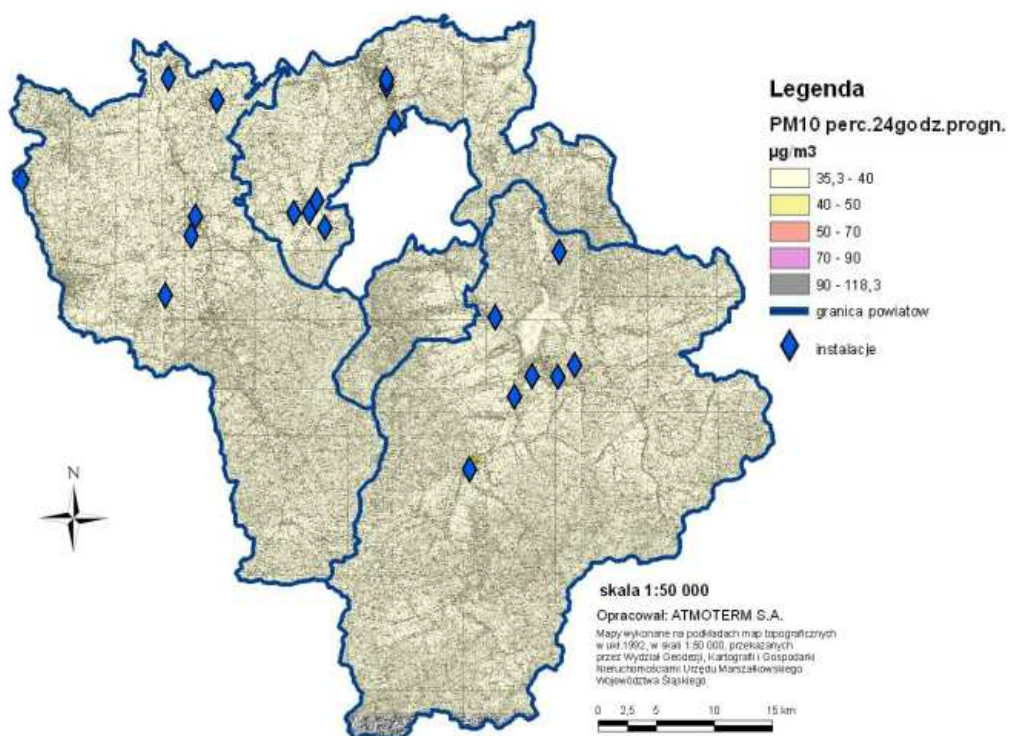 Legenda
PM10 perc.24godz.progn.
µg/m3
35,3 - 40
40 - 50
50 - 70
70 - 90
90 - 118,3
granica powiatow
instalacje
N
skala 1:50 000
Opracował: ATMOTERM S.A.
Mapy wykonane na podkładach map topograficznych
w ukł.1992, w skali 1:50 000, przekazanych
przez Wydział Geodezji, Kartografii i Gospodarki
Nieruchomościami Urzędu Marszałkowskiego
Województwa Śląskiego
0 2,5 5 10 15 km